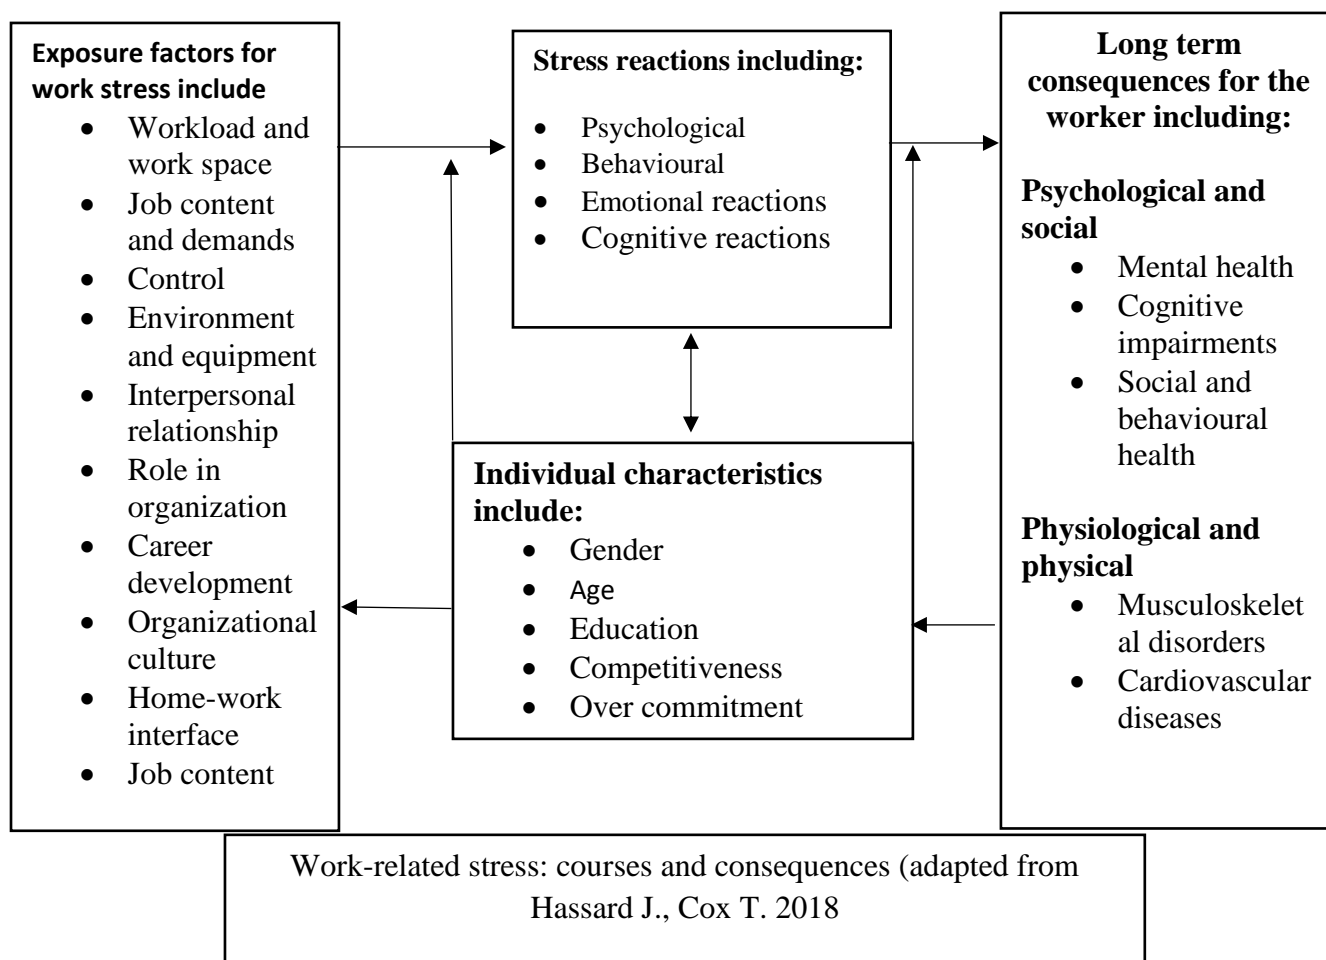 Exposure factors for
work stress include
• Workload and
work space
• Job content
and demands
• Control
• Environment
and equipment
• Interpersonal
relationship
• Role in
organization
• Career
development
• Organizational
culture
• Home-work
interface
• Job content
Stress reactions including:
• Psychological
• Behavioural
• Emotional reactions
• Cognitive reactions
Individual characteristics
include:
• Gender
• Age
• Education
• Competitiveness
• Over commitment
Long term
consequences for the
worker including:
Psychological and
social
• Mental health
• Cognitive
impairments
• Social and
behavioural
health
Physiological and
physical
• Musculoskelet
al disorders
• Cardiovascular
diseases
Work-related stress: courses and consequences (adapted from
Hassard J., Cox T. 2018